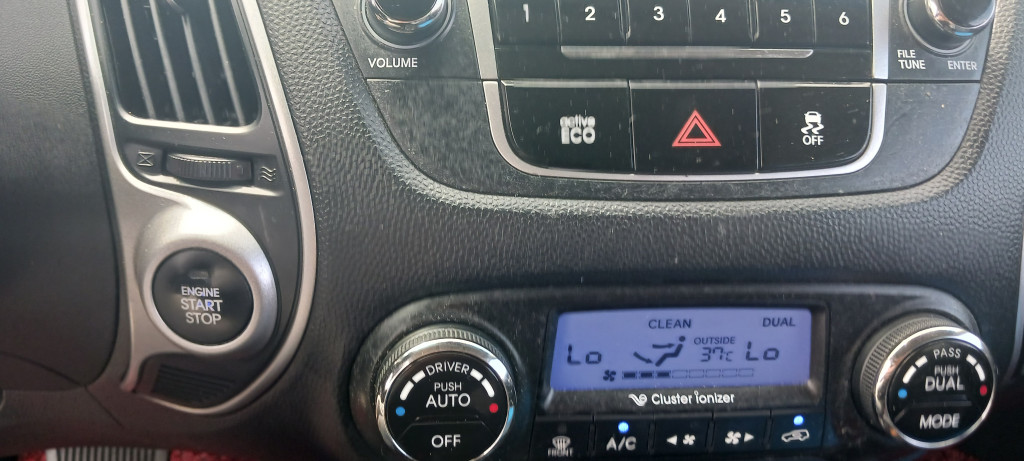 1 2 3 4 5 6
VOLUME
FILE
TUNE
ENTER
active
ECO
OFF
ENGINE
START
STOP
CLEAN
DUAL
OUTSIDE
Lo
37°C
Lo
Cluster ionizer
DRIVER
PUSH
AUTO
OFF
PASS
PUSH
DUAL
MODE
FRONT
A/C